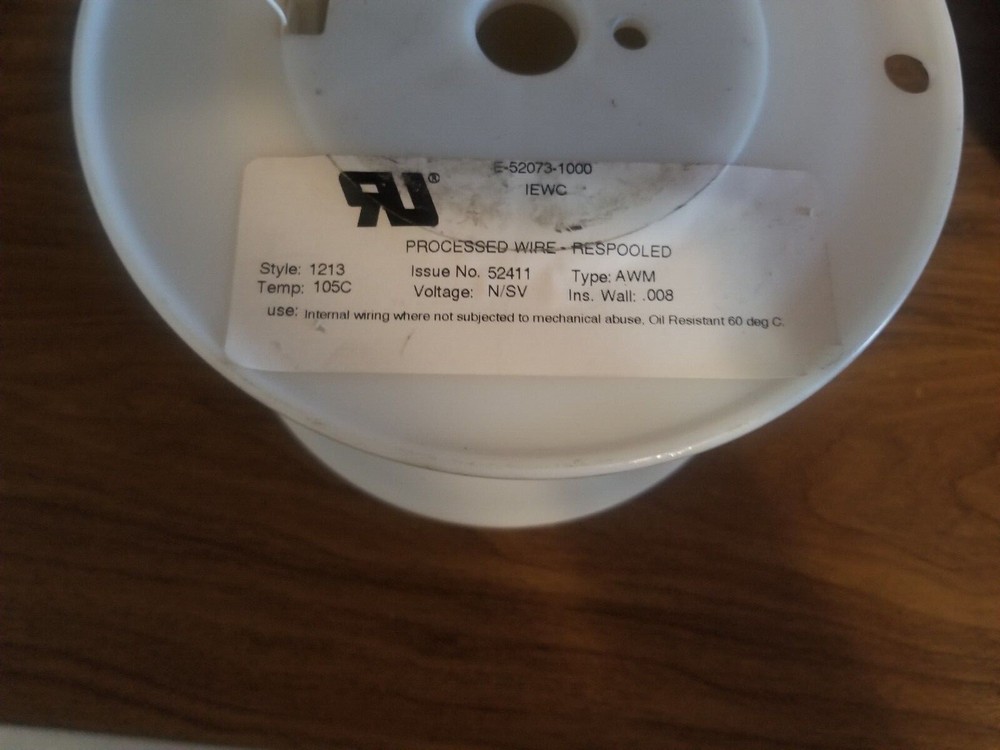 E-52073-1000
IEWC
RU®
PROCESSED WIRE - RESPOOLED
Style: 1213 Issue No. 52411 Type: AWM
Temp: 105C Voltage: N/SV Ins. Wall: .008
use: Internal wiring where not subjected to mechanical abuse, Oil Resistant 60 deg C.